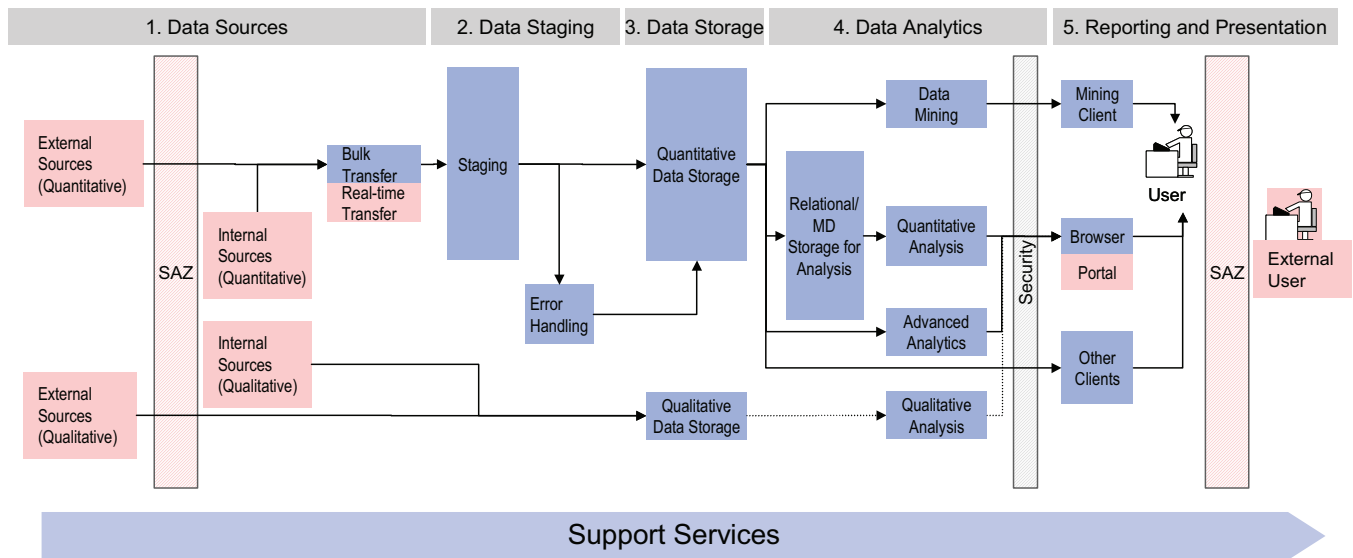 1. Data Sources
2. Data Staging
3. Data Storage
4. Data Analytics
5. Reporting and Presentation
External
Sources
(Quantitative)
SAZ
Internal
Sources
(Quantitative)
Bulk
Transfer
Real-time
Transfer
Staging
Error
Handling
Quantitative
Data Storage
Data
Mining
Relational/
MD
Storage for
Analysis
Quantitative
Analysis
Advanced
Analytics
Security
Mining
Client
User
Browser
Portal
Other
Clients
SAZ
External
User
Internal
Sources
(Qualitative)
External
Sources
(Qualitative)
Qualitative
Data Storage
Qualitative
Analysis
Support Services